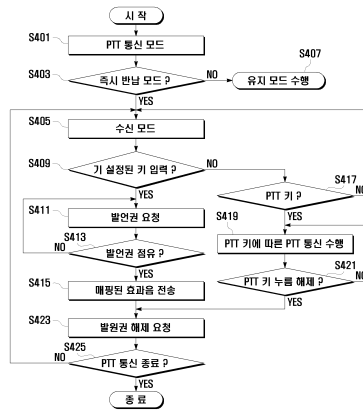 시 작
S401
PTT 통신 모드
S403
즉시 반납 모드 ?
NO
S407
유지 모드 수행
YES
S405
수신 모드
S409
기 설정된 키 입력 ?
NO
YES
S411
발언권 요청
S417
PTT 키 ?
NO
YES
S413
발언권 점유 ?
NO
YES
S419
PTT 키에 따른 PTT 통신 수행
S415
매핑된 효과음 전송
S421
PTT 키 누름 해제 ?
NO
YES
S423
발원권 해제 요청
S425
PTT 통신 종료 ?
NO
YES
종 료